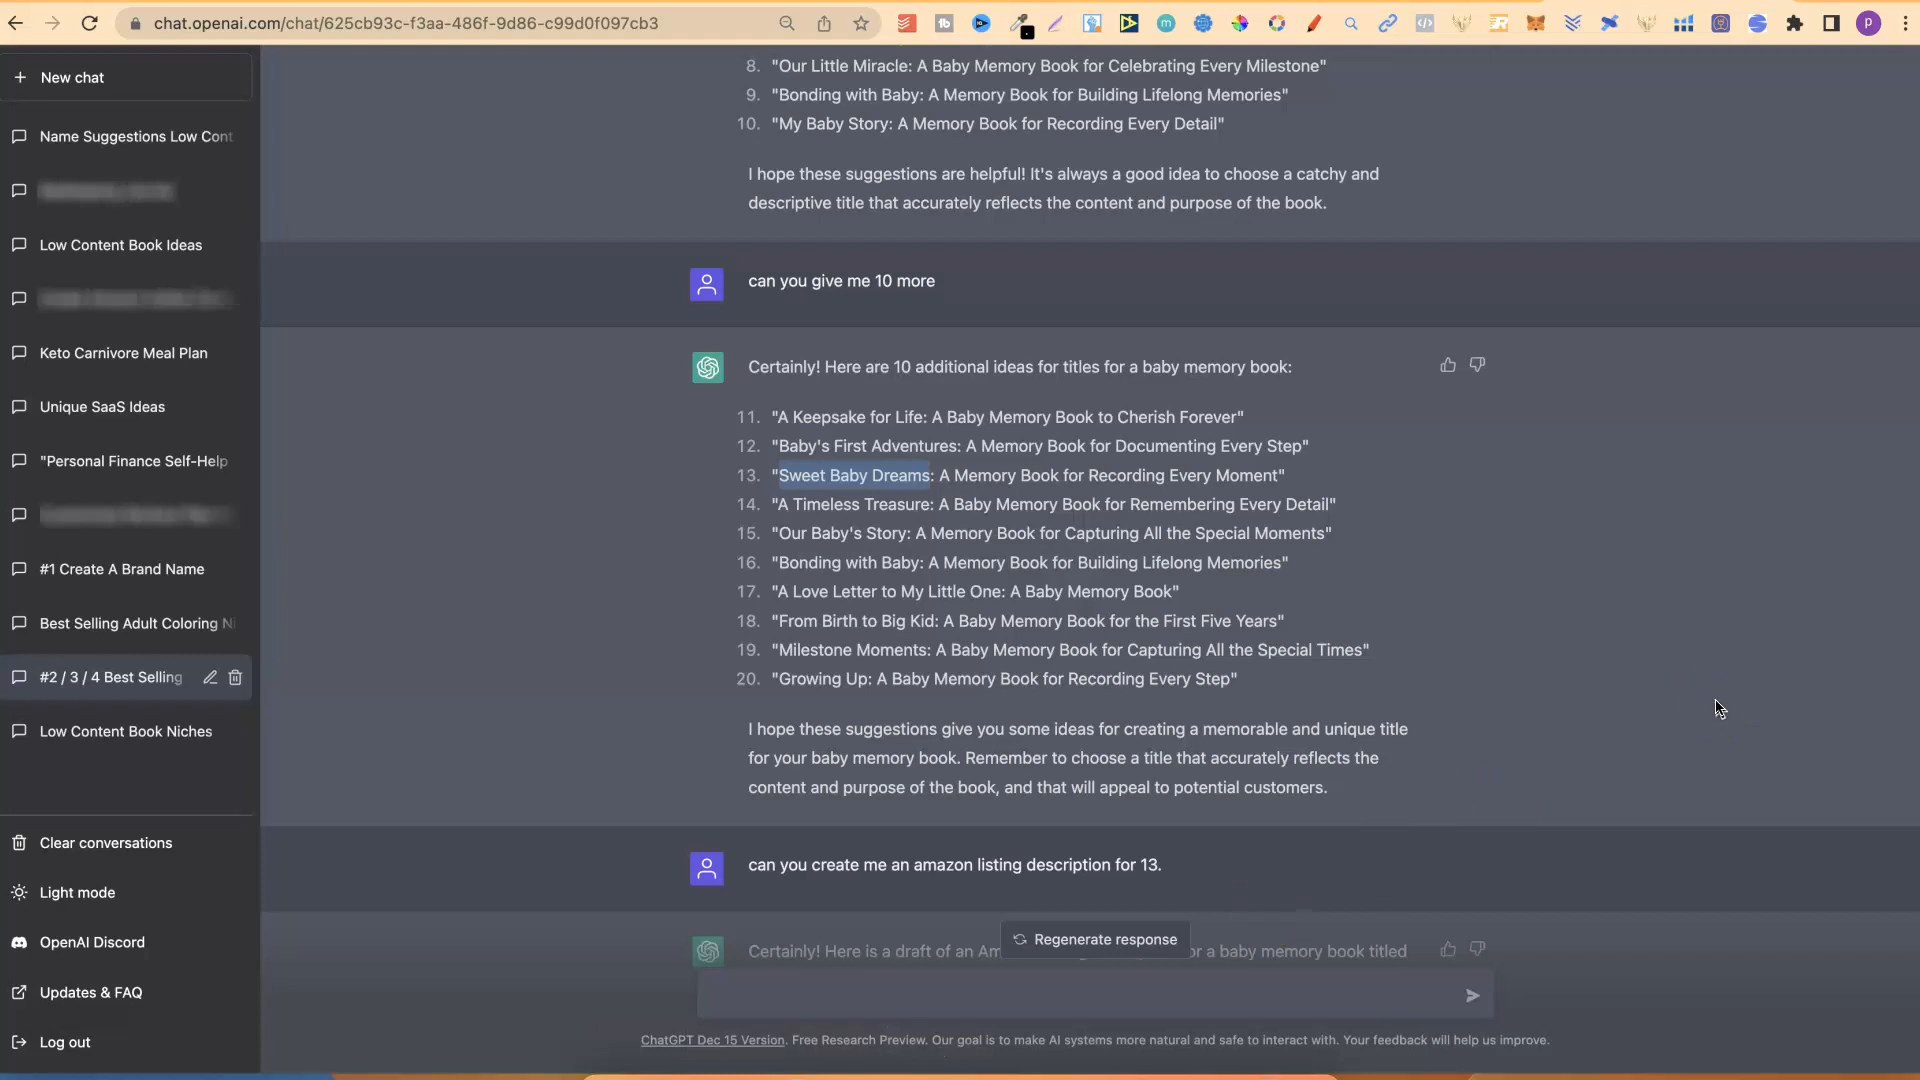 chat.openai.com/chat/625cb93c-f3aa-486f-9d86-c99d0f097cb3
New chat
Name Suggestions Low Cont
Low Content Book Ideas
Keto Carnivore Meal Plan
Unique SaaS Ideas
"Personal Finance Self-Help
#1 Create A Brand Name
Best Selling Adult Coloring Ni
#2 / 3 / 4 Best Selling
Low Content Book Niches
Clear conversations
Light mode
OpenAI Discord
Updates & FAQ
Log out
8. "Our Little Miracle: A Baby Memory Book for Celebrating Every Milestone"
9. "Bonding with Baby: A Memory Book for Building Lifelong Memories"
10. "My Baby Story: A Memory Book for Recording Every Detail"
I hope these suggestions are helpful! It's always a good idea to choose a catchy and
descriptive title that accurately reflects the content and purpose of the book.
can you give me 10 more
Certainly! Here are 10 additional ideas for titles for a baby memory book:
11. "A Keepsake for Life: A Baby Memory Book to Cherish Forever"
12. "Baby's First Adventures: A Memory Book for Documenting Every Step"
13. "Sweet Baby Dreams: A Memory Book for Recording Every Moment"
14. "A Timeless Treasure: A Baby Memory Book for Remembering Every Detail"
15. "Our Baby's Story: A Memory Book for Capturing All the Special Moments"
16. "Bonding with Baby: A Memory Book for Building Lifelong Memories"
17. "A Love Letter to My Little One: A Baby Memory Book"
18. "From Birth to Big Kid: A Baby Memory Book for the First Five Years"
19. "Milestone Moments: A Baby Memory Book for Capturing All the Special Times"
20. "Growing Up: A Baby Memory Book for Recording Every Step"
I hope these suggestions give you some ideas for creating a memorable and unique title
for your baby memory book. Remember to choose a title that accurately reflects the
content and purpose of the book, and that will appeal to potential customers.
can you create me an amazon listing description for 13.
Certainly! Here is a draft of an Am
or a baby memory book titled
Regenerate response
ChatGPT Dec 15 Version. Free Research Preview. Our goal is to make AI systems more natural and safe to interact with. Your feedback will help us improve.